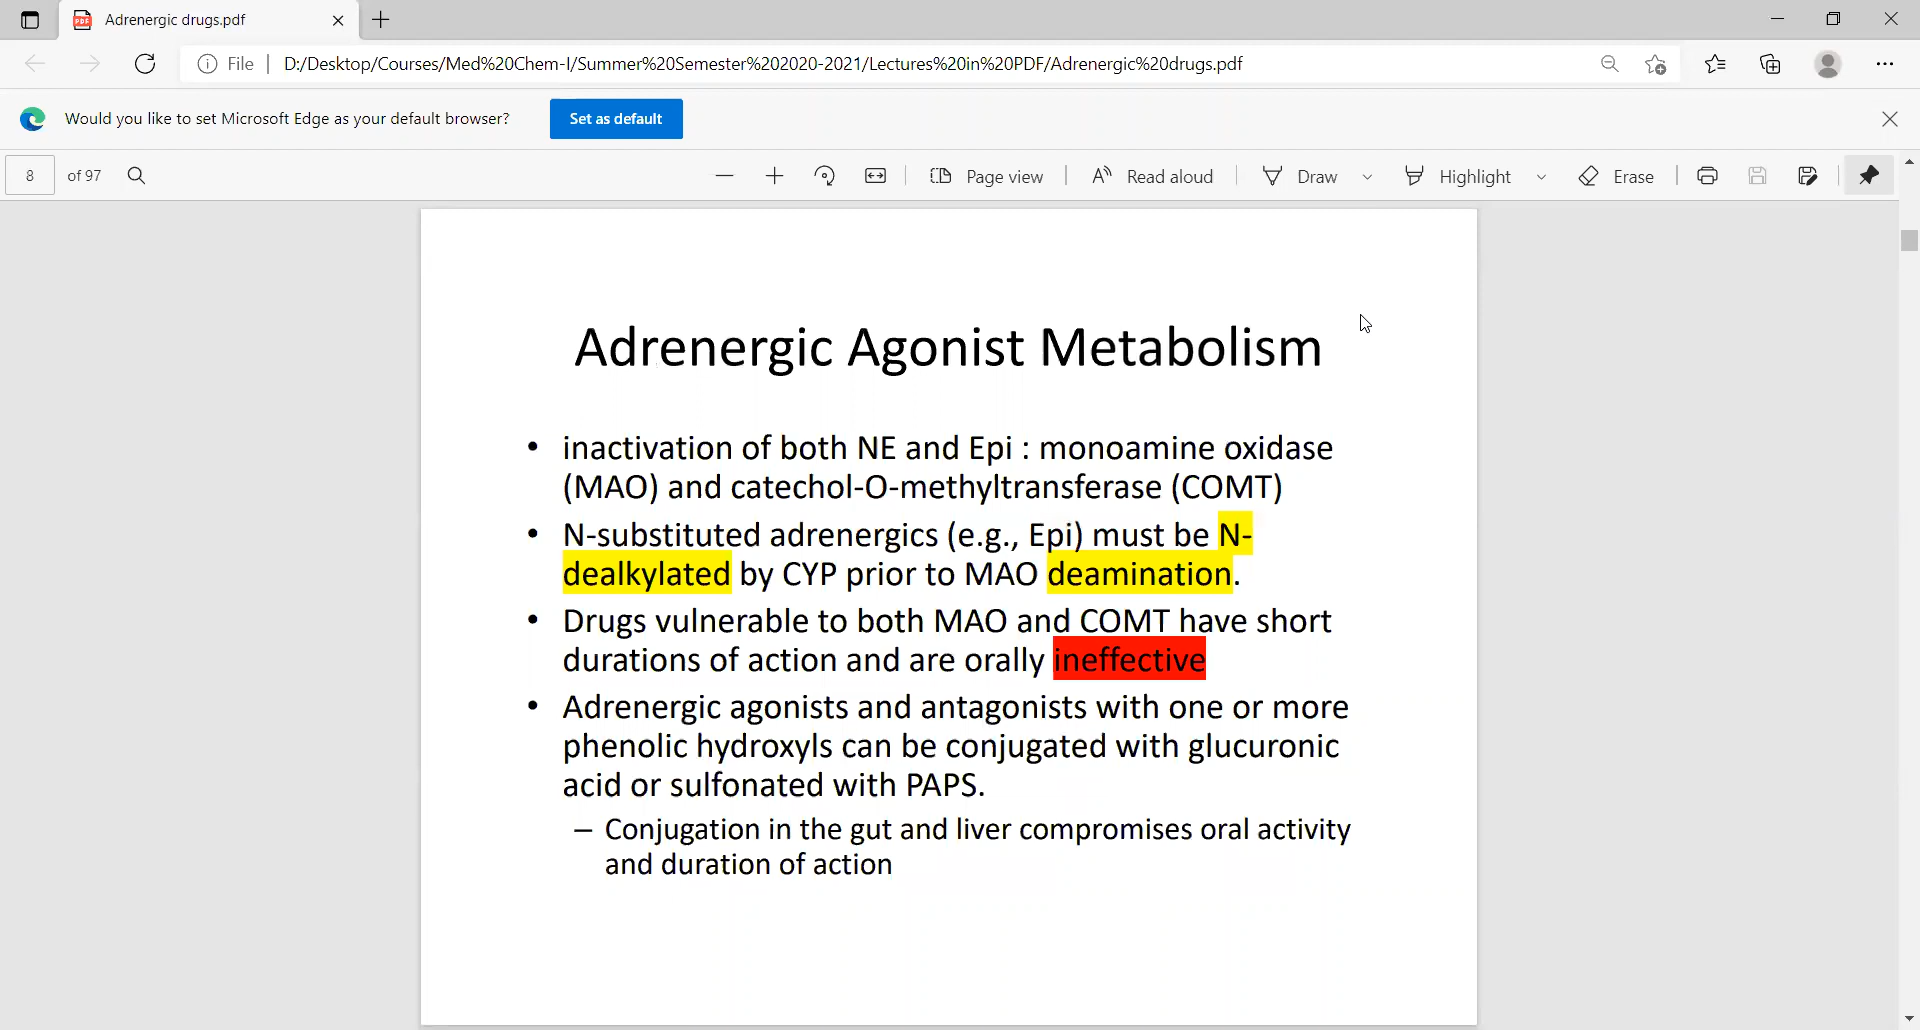 Adrenergic drugs.pdf
File
D:/Desktop/Courses/Med%20Chem-I/Summer%20Semester%202020-2021/Lectures%20in%20PDF/Adrenergic%20drugs.pdf
Would you like to set Microsoft Edge as your default browser?
Set as default
8 of 97
Page view
Read aloud
Draw
Highlight
Erase
Adrenergic Agonist Metabolism
• inactivation of both NE and Epi : monoamine oxidase
(MAO) and catechol-O-methyltransferase (COMT)
• N-substituted adrenergics (e.g., Epi) must be N-
dealkylated by CYP prior to MAO deamination.
• Drugs vulnerable to both MAO and COMT have short
durations of action and are orally ineffective
• Adrenergic agonists and antagonists with one or more
phenolic hydroxyls can be conjugated with glucuronic
acid or sulfonated with PAPS.
– Conjugation in the gut and liver compromises oral activity
and duration of action